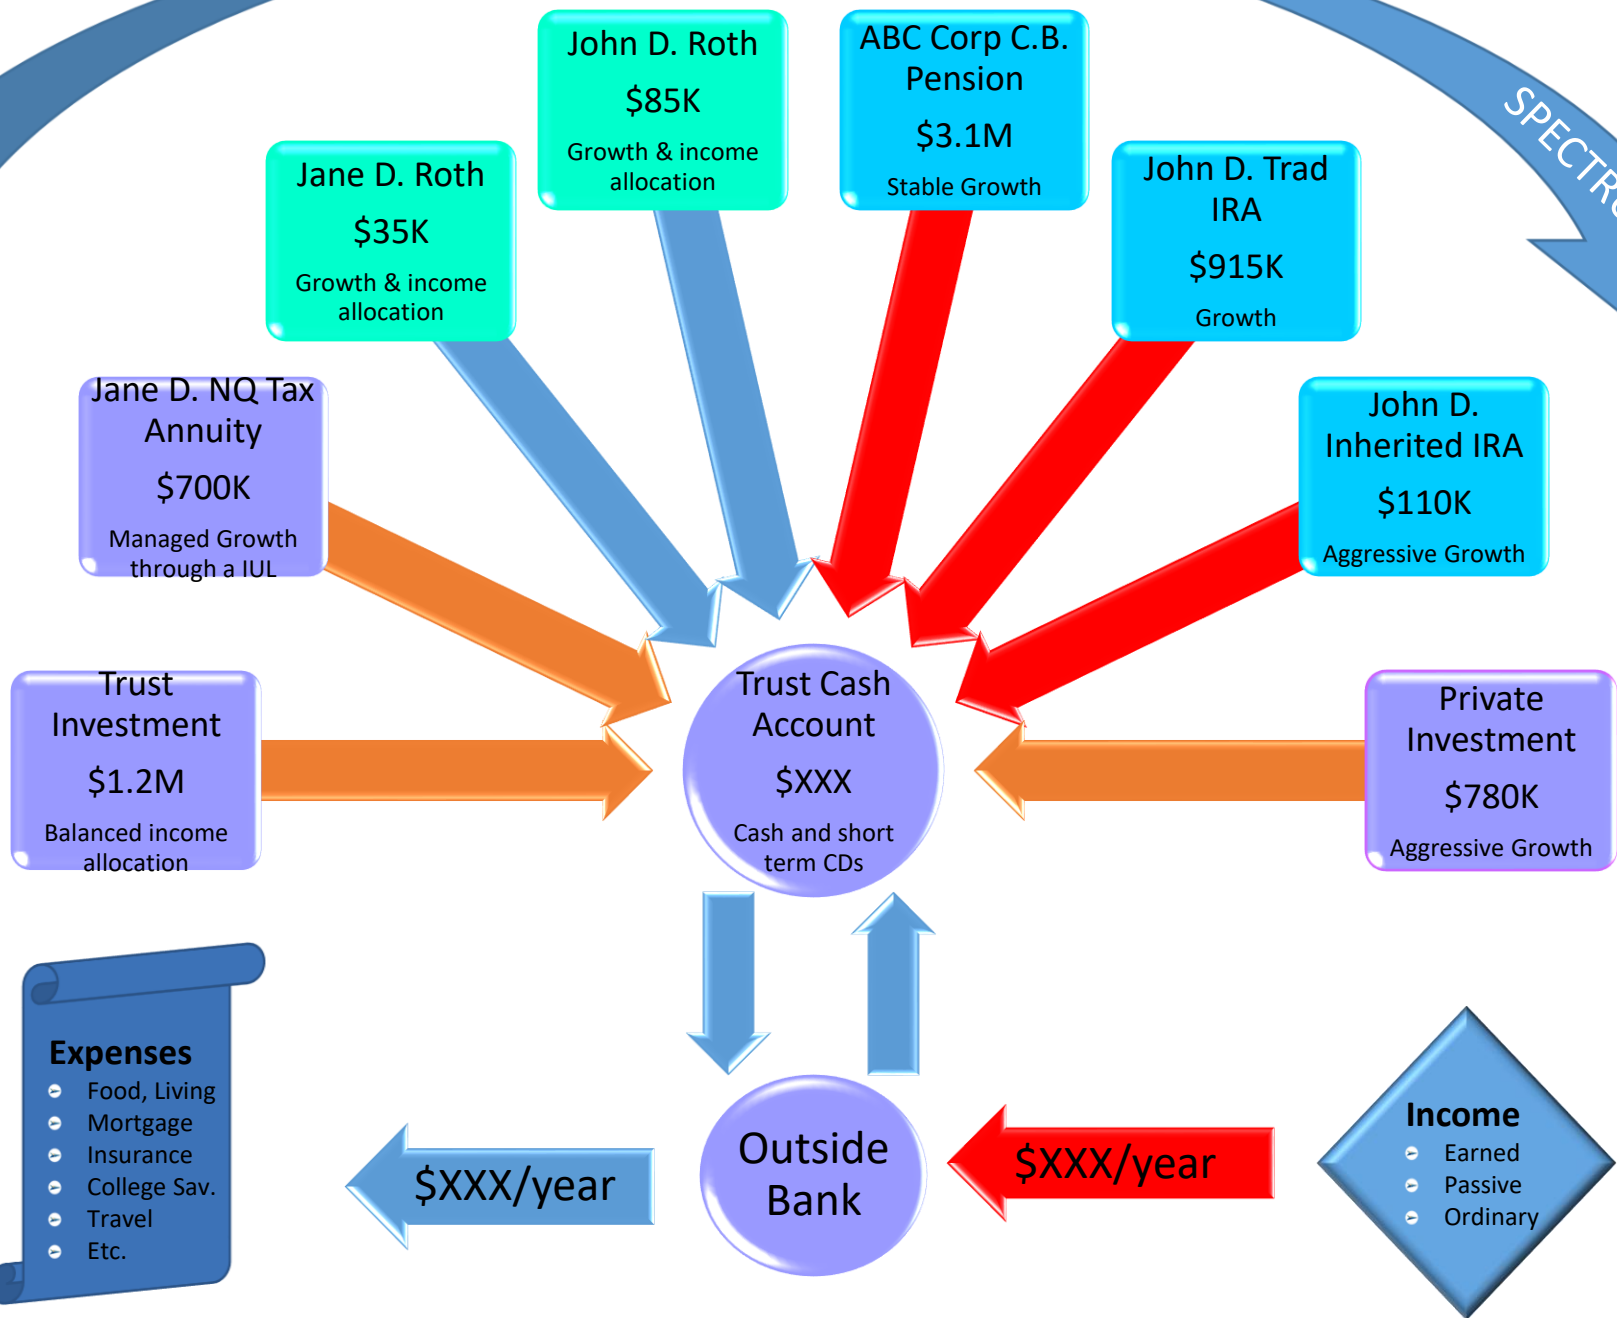 John D. Roth
$85K
Growth & income
allocation
ABC Corp C.B.
Pension
$3.1M
Stable Growth
Jane D. Roth
$35K
Growth & income
allocation
John D. Trad
IRA
$915K
Growth
Jane D. NQ Tax
Annuity
$700K
Managed Growth
through a IUL
John D.
Inherited IRA
$110K
Aggressive Growth
Trust
Investment
$1.2M
Balanced income
allocation
Trust Cash
Account
$XXX
Cash and short
term CDs
Private
Investment
$780K
Aggressive Growth
Expenses
Food, Living
Mortgage
Insurance
College Sav.
Travel
Etc.
$XXX/year
Outside
Bank
$XXX/year
Income
Earned
Passive
Ordinary